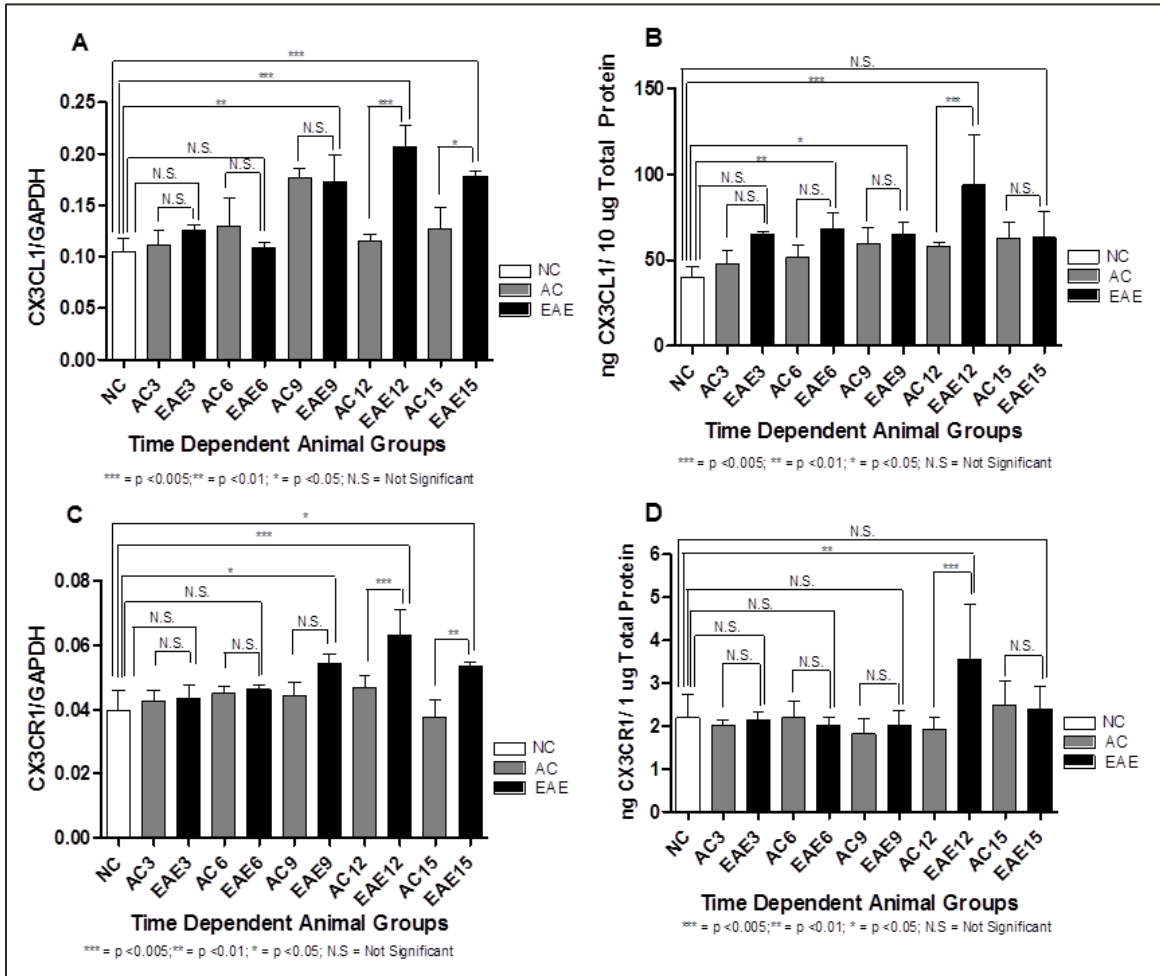 A
***
***
**
***
N.S.
*
N.S.
N.S.
N.S.
N.S.
0.25
0.20
0.15
0.10
0.05
0.00
CX3CL1/GAPDH
NC
AC3
EAE3
AC6
EAE6
AC9
EAE9
AC12
EAE12
AC15
EAE15
NC
AC
EAE
Time Dependent Animal Groups
*** = p <0.005;** = p <0.01; * = p <0.05; N.S = Not Significant
B
N.S.
***
***
*
**
N.S.
N.S.
N.S.
N.S.
N.S.
150
100
50
0
ng CX3CL1/ 10 ug Total Protein
NC
AC3
EAE3
AC6
EAE6
AC9
EAE9
AC12
EAE12
AC15
EAE15
NC
AC
EAE
Time Dependent Animal Groups
*** = p <0.005;** = p <0.01; * = p <0.05; N.S = Not Significant
C
*
***
*
***
N.S.
N.S.
N.S.
N.S.
N.S.
**
0.08
0.06
0.04
0.02
0.00
CX3CR1/GAPDH
NC
AC3
EAE3
AC6
EAE6
AC9
EAE9
AC12
EAE12
AC15
EAE15
NC
AC
EAE
Time Dependent Animal Groups
*** = p <0.005;** = p <0.01; * = p <0.05; N.S = Not Significant
D
N.S.
**
***
N.S.
N.S.
N.S.
N.S.
N.S.
N.S.
N.S.
6
5
4
3
2
1
0
ng CX3CR1/ 1 ug Total Protein
NC
AC3
EAE3
AC6
EAE6
AC9
EAE9
AC12
EAE12
AC15
EAE15
NC
AC
EAE
Time Dependent Animal Groups
*** = p <0.005;** = p <0.01; * = p <0.05; N.S = Not Significant